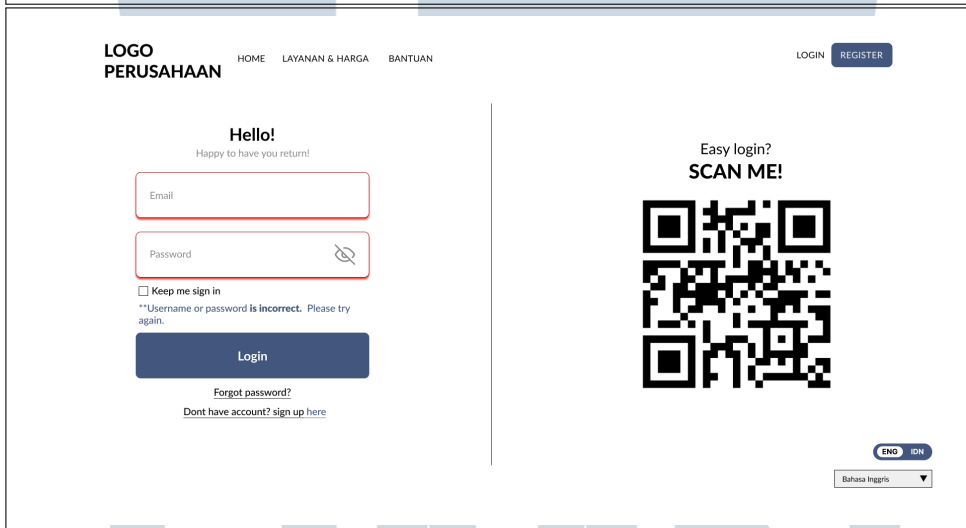 LOGO
PERUSAHAAN
HOME LAYANAN & HARGA BANTUAN
LOGIN REGISTER
Hello!
Happy to have you return!
Email
Password
Keep me sign in
**Username or password is incorrect. Please try
again.
Login
Forgot password?
Dont have account? sign up here
Easy login?
SCAN ME!
ENG IDN
Bahasa Inggris